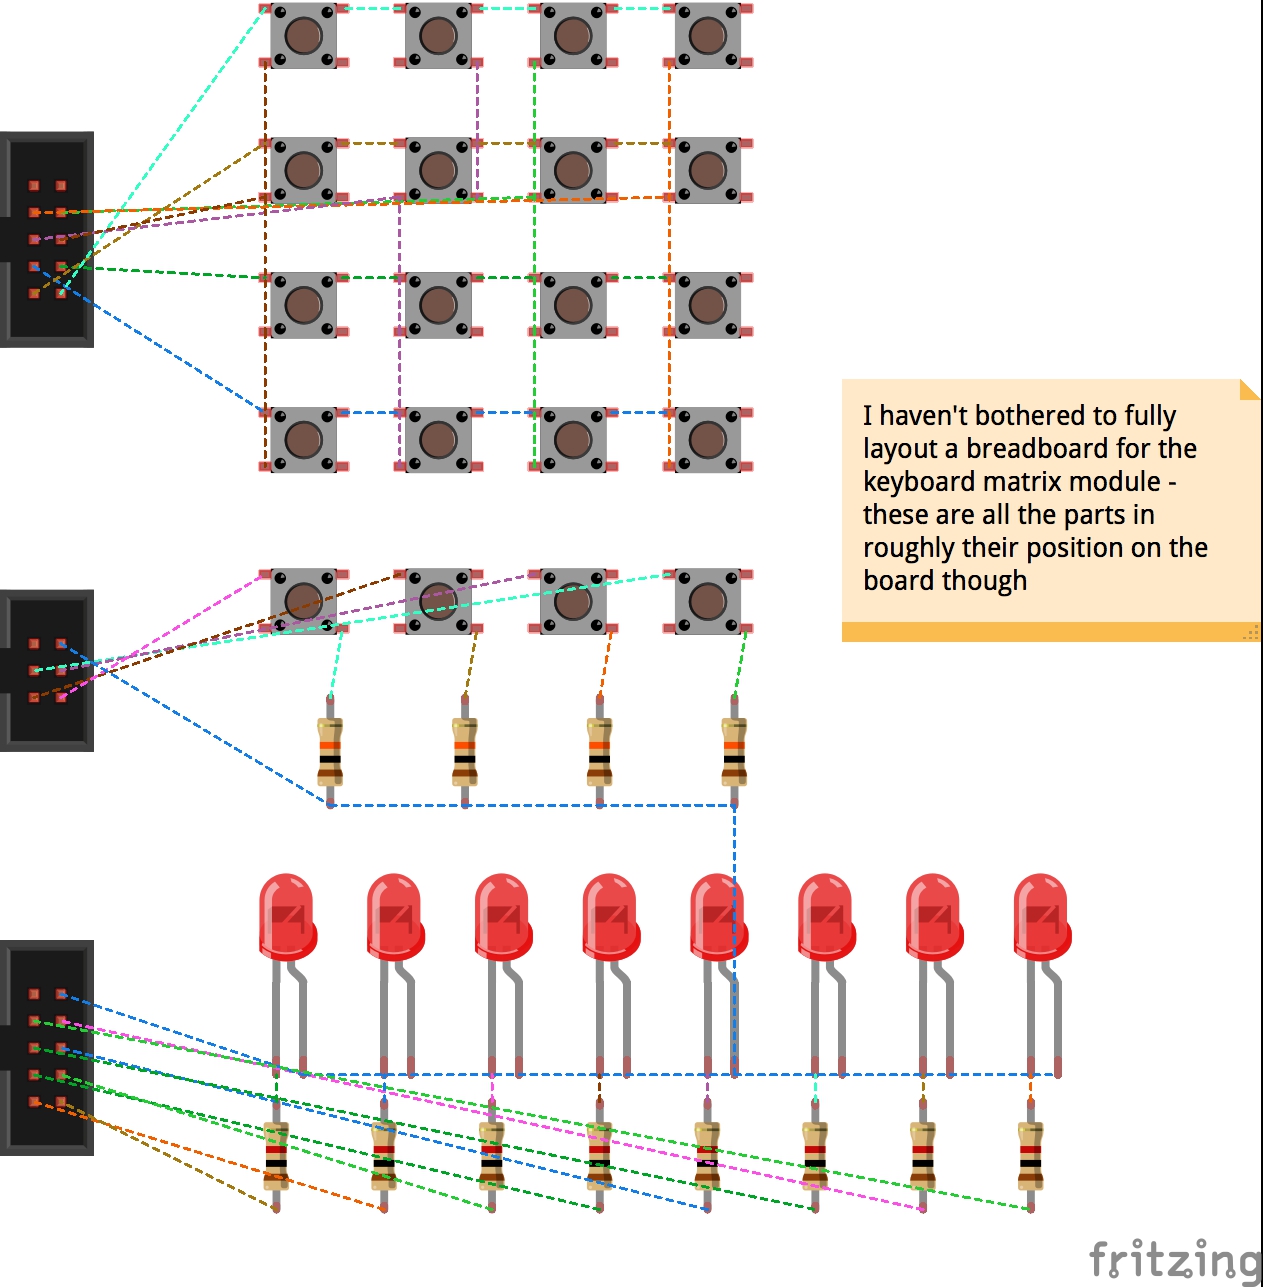 I haven't bothered to fully
layout a breadboard for the
keyboard matrix module -
these are all the parts in
roughly their position on the
board though
fritzing